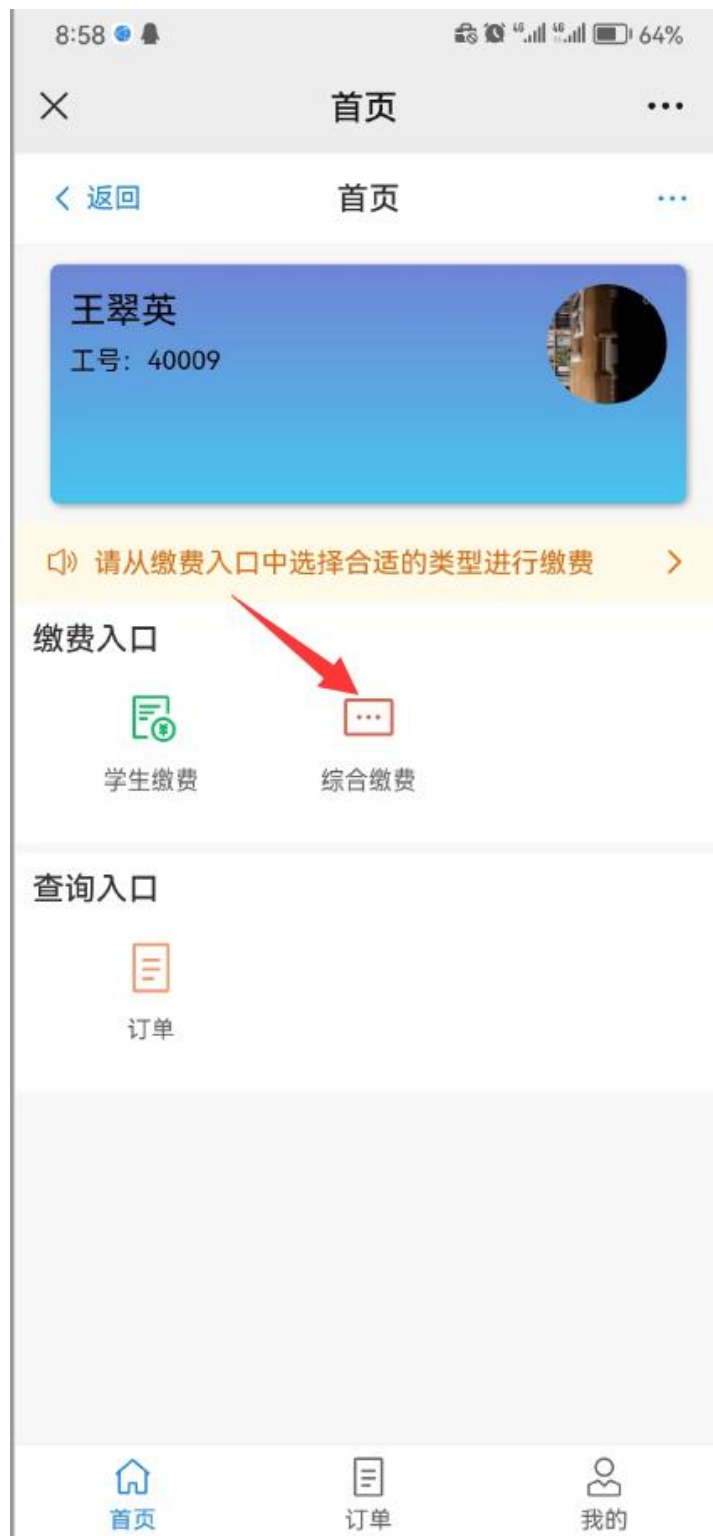 8:58
64%
首页
返回
首页
王翠英
工号：40009
请从缴费入口中选择合适的类型进行缴费
缴费入口
学生缴费 综合缴费
查询入口
订单
首页 订单 我的